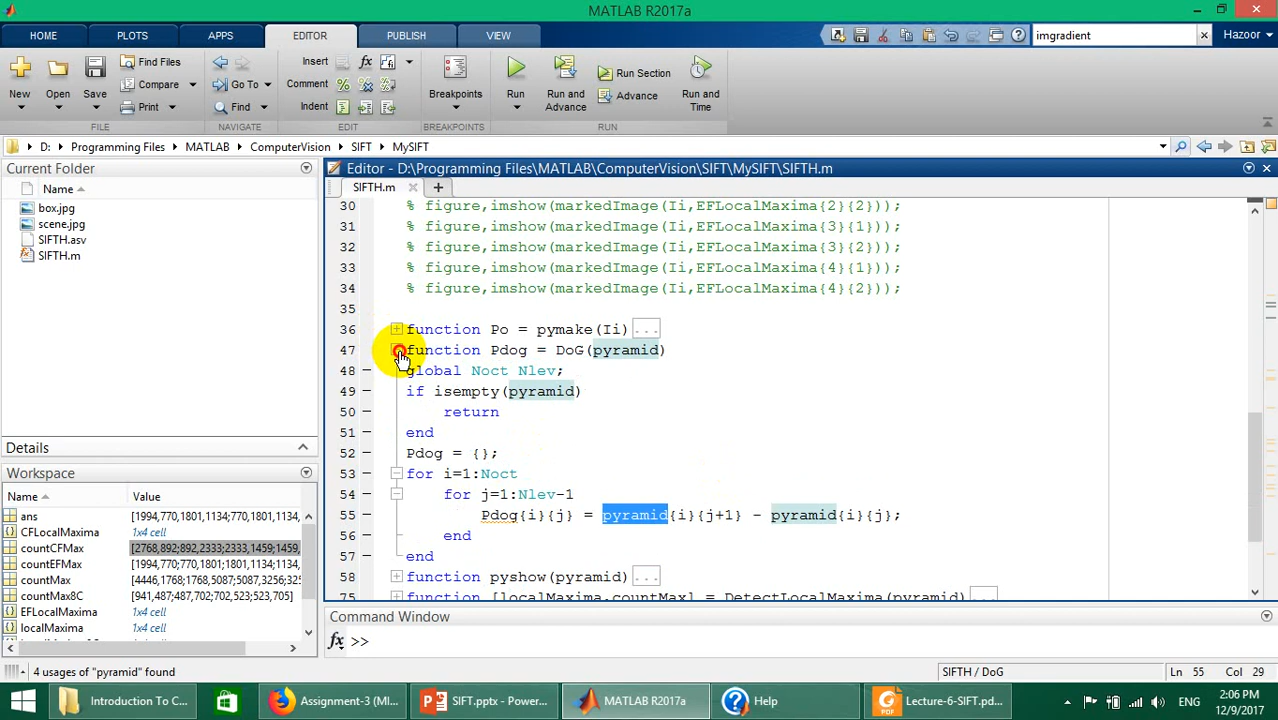 MATLAB R2017a
HOME PLOTS APPS EDITOR PUBLISH VIEW imgradient Hazoor
New Open Save Find Files Compare Print Go To Find Insert Comment Indent Breakpoints Run Run and Advance Run Section Advance Run and Time
FILE NAVIGATE EDIT BREAKPOINTS RUN
D: Programming Files MATLAB ComputerVision SIFT MySIFT
Current Folder
Name
box.jpg
scene.jpg
SIFTH.asv
SIFTH.m
Details
Workspace
Name Value
ans [1994,770,1801,1134;770,1801,...
CFLocalMaxima 1x4 cell
countCFMax [2768,892;892,2333;2333,1459;1459,...
countEFMax [1994,770;770,1801;1801,1134;1134,...
countMax [4446,1768;1768,5087;5087,3256;325...
countMax8C [941,487;487,702;702,523;523,705]
EFLocalMaxima 1x4 cell
localMaxima 1x4 cell
Editor - D:\Programming Files\MATLAB\ComputerVision\SIFT\MySIFT\SIFTH.m
SIFTH.m
30 % figure,imshow(markedImage(Ii,EFLocalMaxima{2}{2}));
31 % figure,imshow(markedImage(Ii,EFLocalMaxima{3}{1}));
32 % figure,imshow(markedImage(Ii,EFLocalMaxima{3}{2}));
33 % figure,imshow(markedImage(Ii,EFLocalMaxima{4}{1}));
34 % figure,imshow(markedImage(Ii,EFLocalMaxima{4}{2}));
35
36 function Po = pymake(Ii) ...
47 function Pdog = DoG(pyramid)
48 global Noct Nlev;
49 if isempty(pyramid)
50 return
51 end
52 Pdog = {};
53 for i=1:Noct
54 for j=1:Nlev-1
55 Pdog{i}{j} = pyramid{i}{j+1} - pyramid{i}{j};
56 end
57 end
58 function pyshow(pyramid) ...
75 function [localMaxima,countMax] = DetectLocalMaxima(pyramid) ...
Command Window
fx >>
4 usages of "pyramid" found SIFTH / DoG Ln 55 Col 29
Introduction To C... Assignment-3 (MI... SIFT.pptx - Power... MATLAB R2017a Help Lecture-6-SIFT.pd... ENG 2:06 PM
12/9/2017